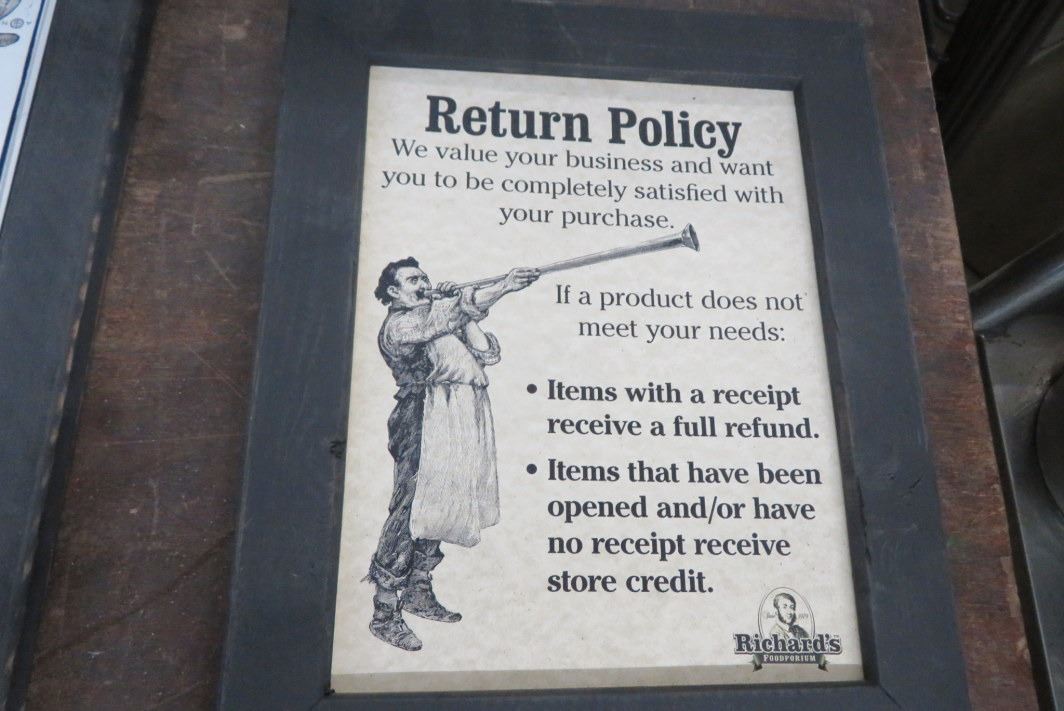 Return Policy
We value your business and want
you to be completely satisfied with
your purchase.
If a product does not
meet your needs:
• Items with a receipt
receive a full refund.
• Items that have been
opened and/or have
no receipt receive
store credit.
Richard's
FOODPORIUM